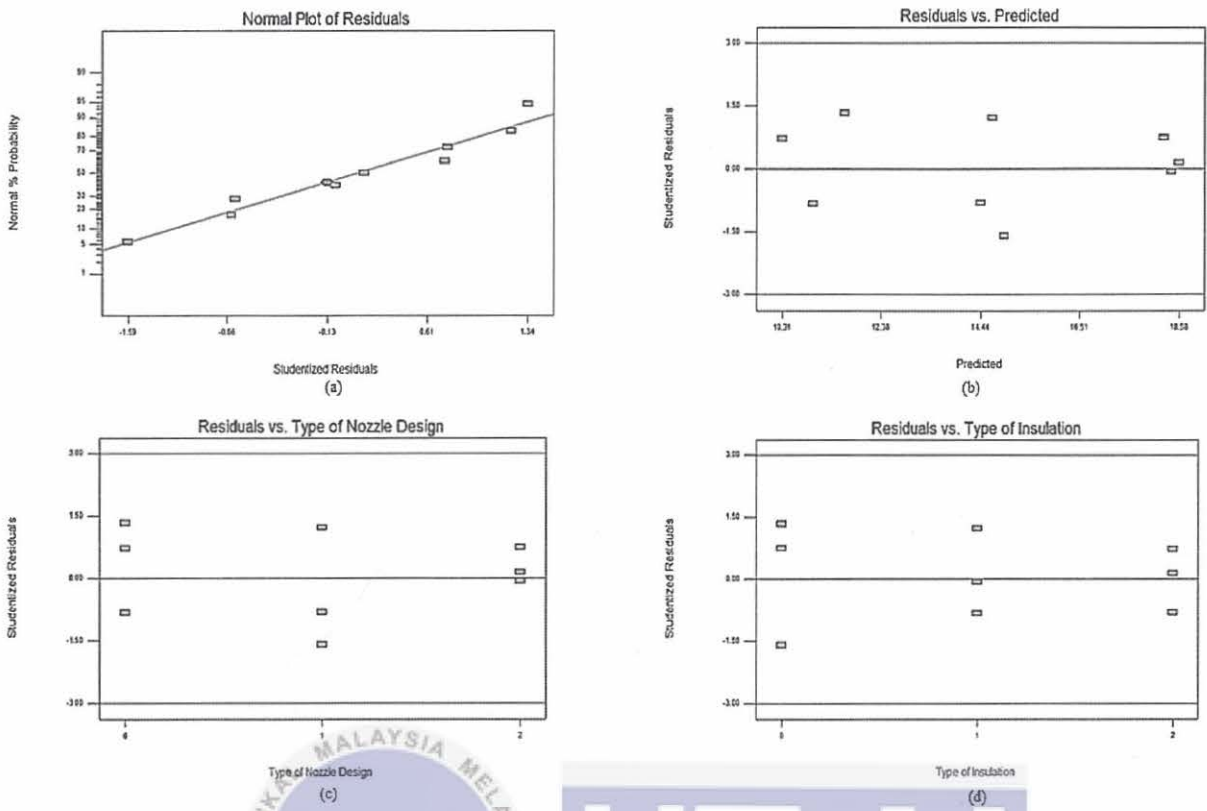 Normal Plot of Residuals
Normal % Probability
99
95
90
80
70
50
30
20
10
5
1
-1.59
-0.86
-0.13
0.61
1.34
Studentized Residuals
(a)
Residuals vs. Predicted
Studentized Residuals
3.00
1.50
0.00
-1.50
-3.00
10.31
12.38
14.44
16.51
18.58
Predicted
(b)
Residuals vs. Type of Nozzle Design
Studentized Residuals
3.00
1.50
0.00
-1.50
-3.00
0
1
2
Type of Nozzle Design
(c)
Residuals vs. Type of Insulation
Studentized Residuals
3.00
1.50
0.00
-1.50
-3.00
0
1
2
Type of Insulation
(d)
MALAYSIA